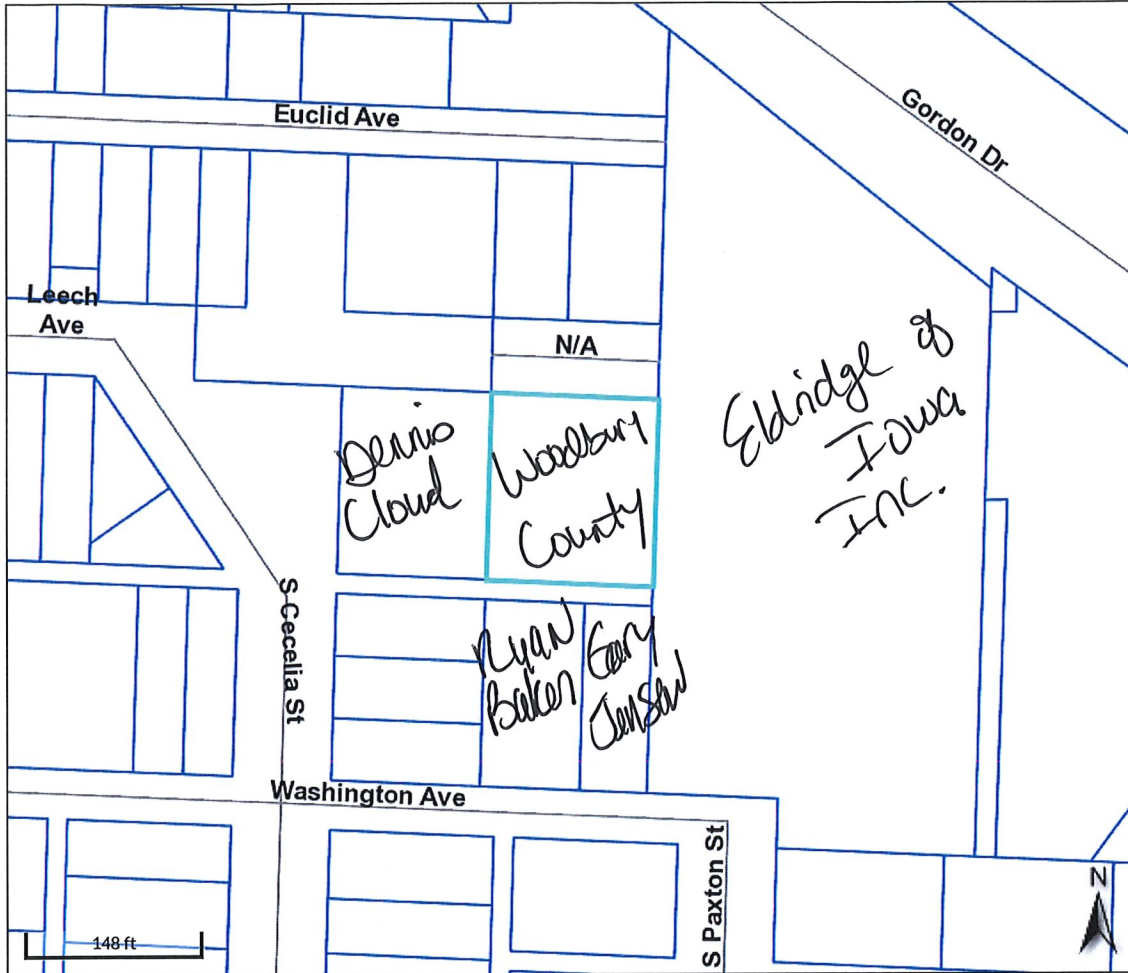 Euclid Ave
Gordon Dr
Leech
Ave
N/A
Eldridge of
Iowa
Inc.
Dennis
Cloud
Woodbury
County
S Cecelia St
Ryan
Baker
Gary
Jensen
Washington Ave
S Paxton St
N
148 ft